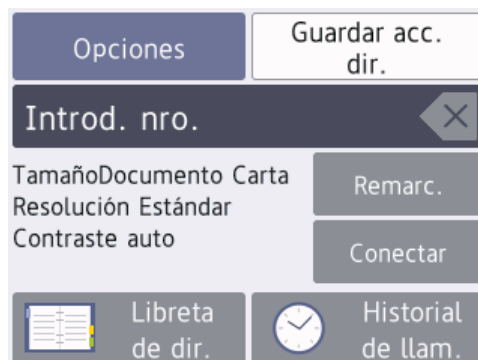 Opciones
Guardar acc.
dir.
Introd. nro.
TamañoDocumento Carta
Resolución Estándar
Contraste auto
Remarc.
Conectar
Libreta
de dir.
Historial
de llam.